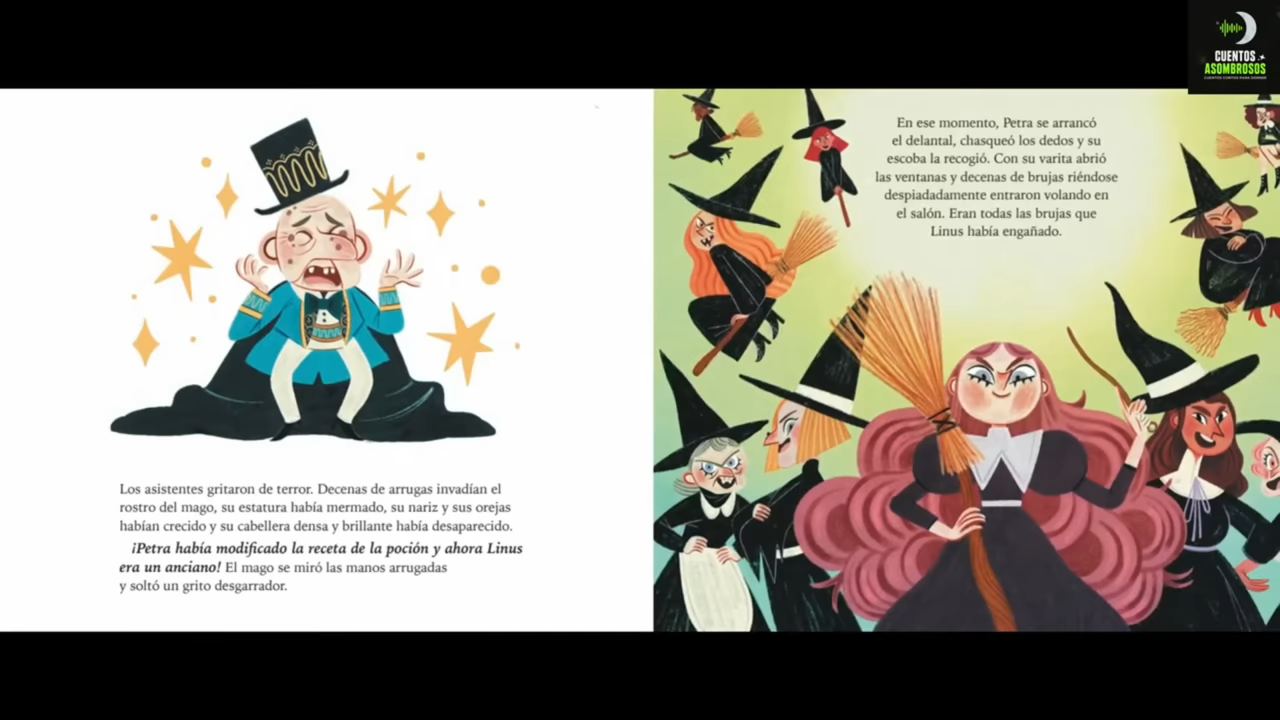 CUENTOS
ASOMBROSOS
CUENTOS CORTOS PARA DORMIR
Los asistentes gritaron de terror. Decenas de arrugas invadían el
rostro del mago, su estatura había mermado, su nariz y sus orejas
habían crecido y su cabellera densa y brillante había desaparecido.
¡Petra había modificado la receta de la poción y ahora Linus
era un anciano! El mago se miró las manos arrugadas
y soltó un grito desgarrador.
En ese momento, Petra se arrancó
el delantal, chasqueó los dedos y su
escoba la recogió. Con su varita abrió
las ventanas y decenas de brujas riéndose
despiadadamente entraron volando en
el salón. Eran todas las brujas que
Linus había engañado.